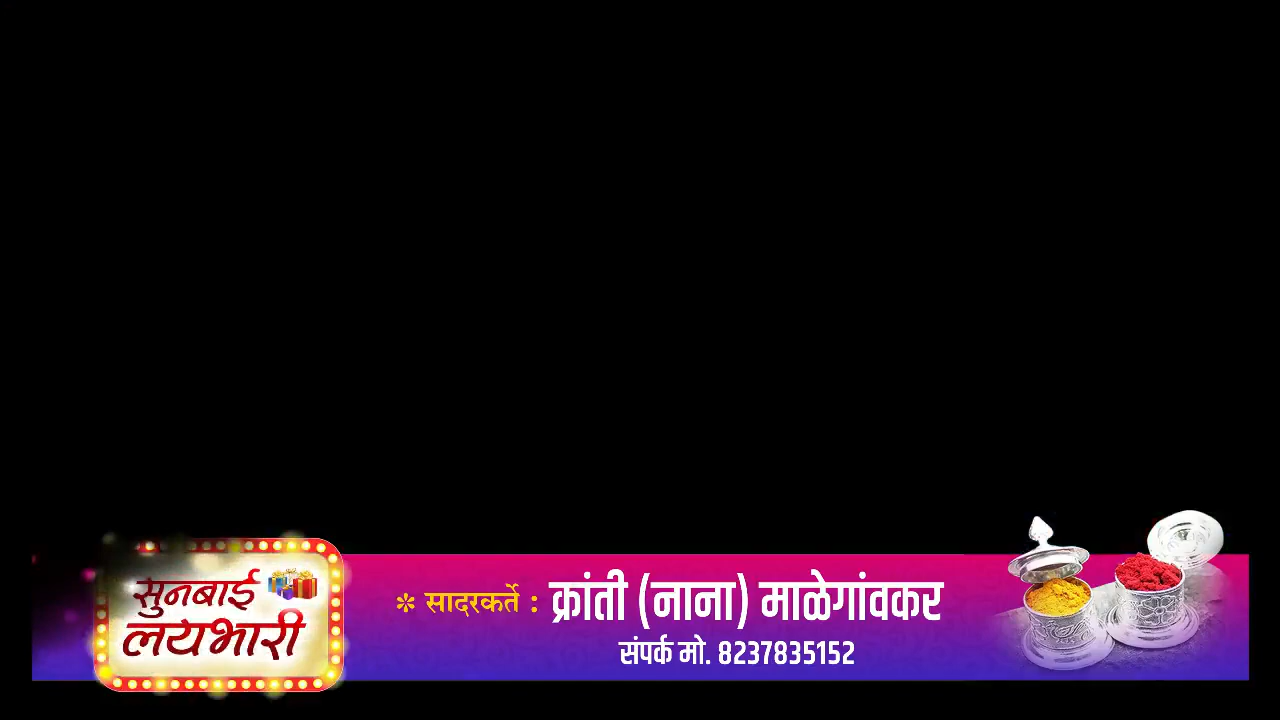 सुनबाई
लयभारी
✻ सादरकर्ते : क्रांती (नाना) माळेगांवकर
संपर्क मो. 8237835152